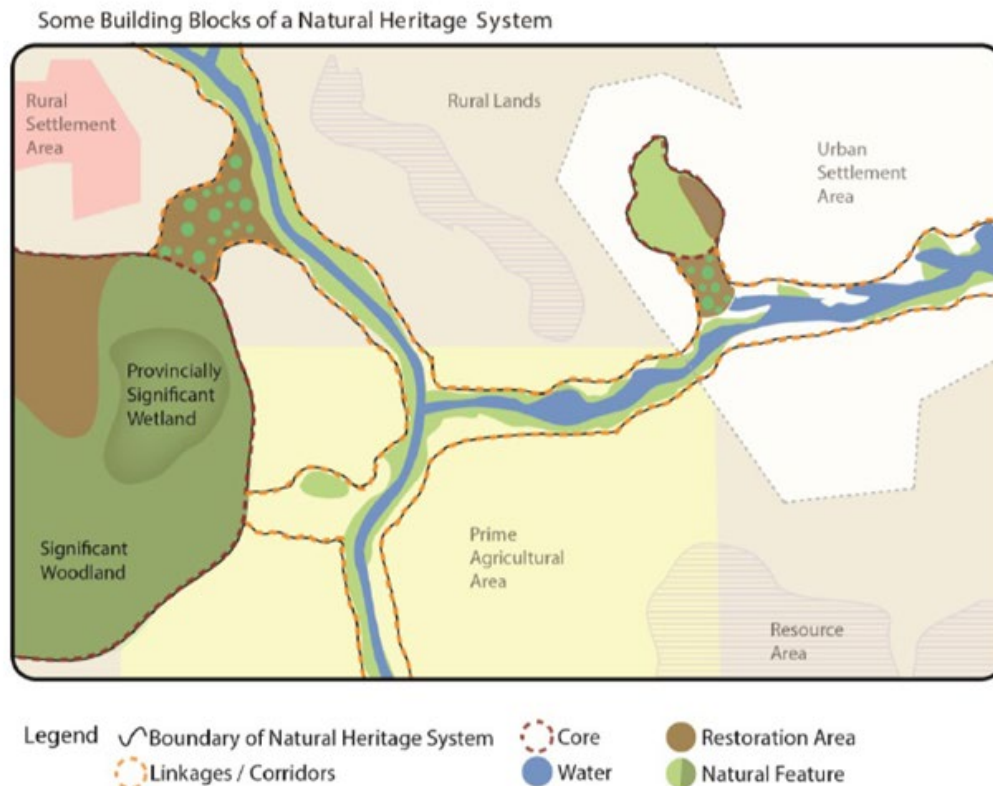 Some Building Blocks of a Natural Heritage System
Rural
Settlement
Area
Rural Lands
Urban
Settlement
Area
Provincially
Significant
Wetland
Significant
Woodland
Prime
Agricultural
Area
Resource
Area
Legend
Boundary of Natural Heritage System
Core
Restoration Area
Linkages / Corridors
Water
Natural Feature